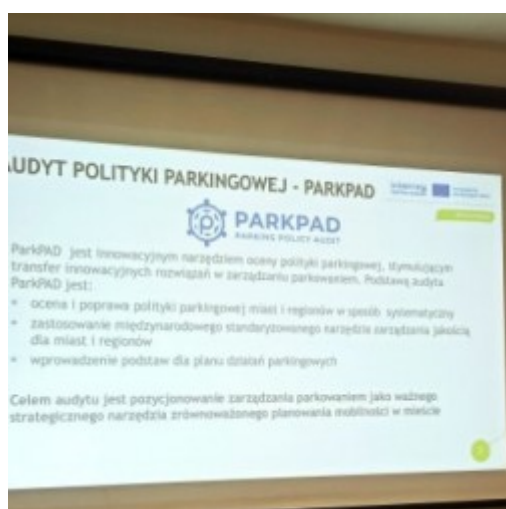 AUDYT POLITYKI PARKINGOWEJ - PARKPAD
PARKPAD
PARKING POLICY AUDIT
ParkPAD jest innowacyjnym narzędziem oceny polityki parkingowej, stymulującym
transfer innowacyjnych rozwiązań w zarządzaniu parkowaniem. Podstawą audytu
ParkPAD jest:
ocena i poprawa polityki parkingowej miast i regionów w sposób systematyczny
zastosowanie międzynarodowego standaryzowanego narzędzia zarządzania jakością
dla miast i regionów
wprowadzenie podstaw dla planu działań parkingowych
Celem audytu jest pozycjonowanie zarządzania parkowaniem jako ważnego
strategicznego narzędzia zrównoważonego planowania mobilności w mieście